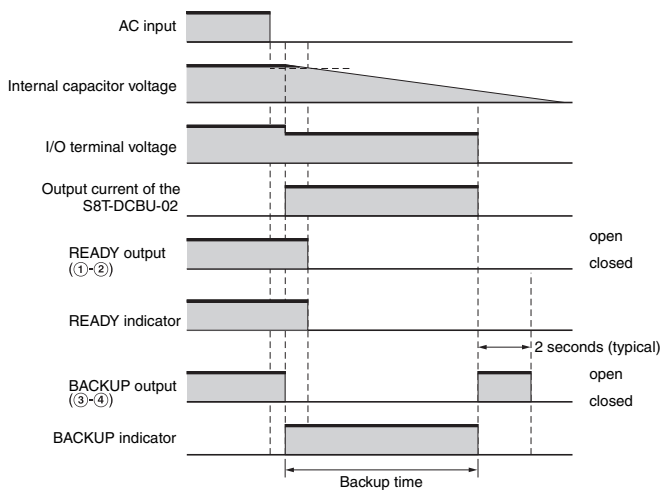 AC input
Internal capacitor voltage
I/O terminal voltage
Output current of the
S8T-DCBU-02
READY output
(①-②)
open
closed
READY indicator
2 seconds (typical)
BACKUP output
(③-④)
open
closed
BACKUP indicator
Backup time